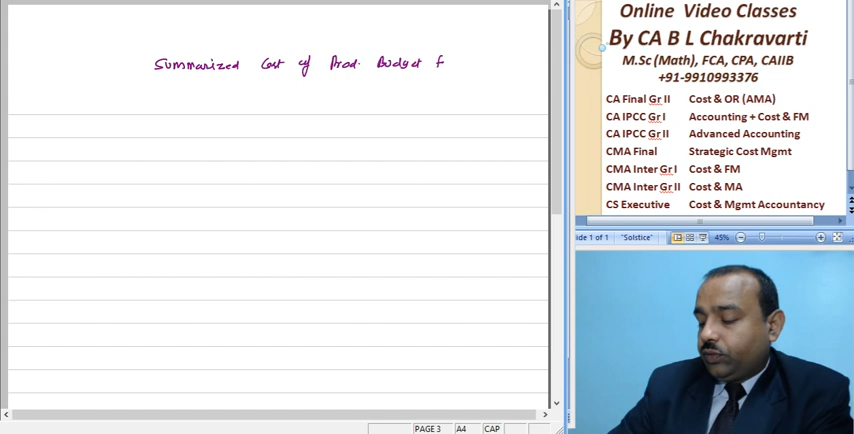 Summarized Cost of Prod. Budget f
Online Video Classes
By CA B L Chakravarti
M.Sc (Math), FCA, CPA, CAIIB
+91-9910993376
CA Final Gr II Cost & OR (AMA)
CA IPCC Gr I Accounting + Cost & FM
CA IPCC Gr II Advanced Accounting
CMA Final Strategic Cost Mgmt
CMA Inter Gr I Cost & FM
CMA Inter Gr II Cost & MA
CS Executive Cost & Mgmt Accountancy
ide 1 of 1 "Solstice" 45%
PAGE 3 A4 CAP